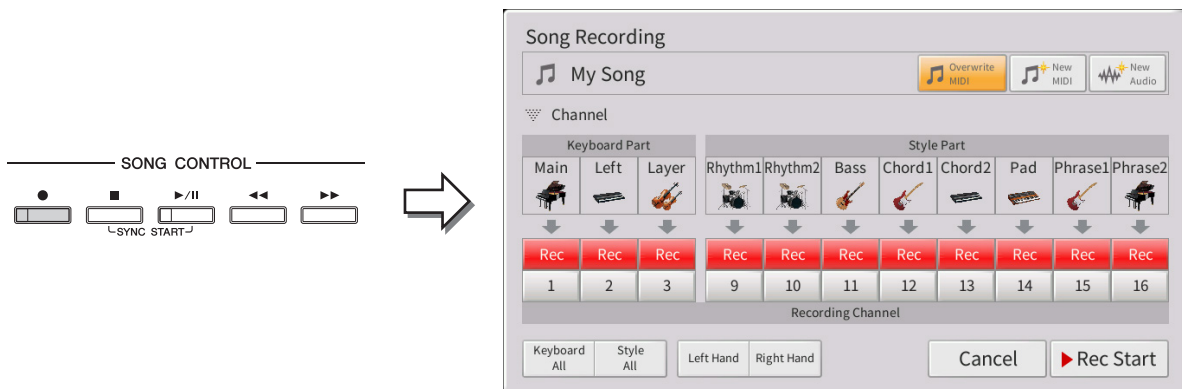 SONG CONTROL
SYNC START
Song Recording
My Song
Overwrite
MIDI
New
MIDI
New
Audio
Channel
Keyboard Part
Style Part
Main Left Layer Rhythm1 Rhythm2 Bass Chord1 Chord2 Pad Phrase1 Phrase2
Rec Rec Rec Rec Rec Rec Rec Rec Rec Rec Rec
1 2 3 9 10 11 12 13 14 15 16
Recording Channel
Keyboard
All
Style
All
Left Hand Right Hand
Cancel
Rec Start